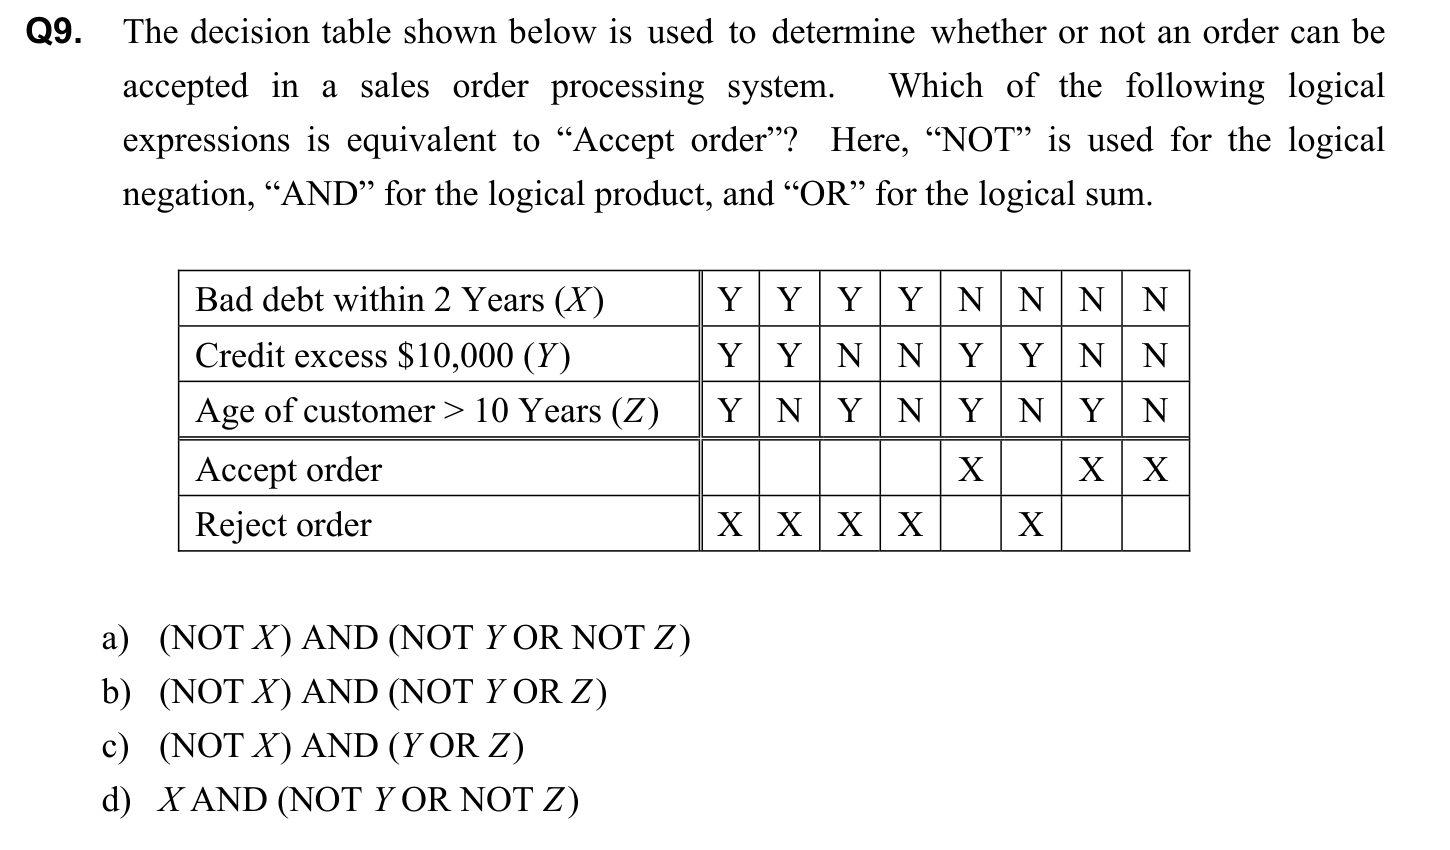 Q9. The decision table shown below is used to determine whether or not an order can be
accepted in a sales order processing system. Which of the following logical
expressions is equivalent to “Accept order”? Here, “NOT” is used for the logical
negation, “AND” for the logical product, and “OR” for the logical sum.
Bad debt within 2 Years (X) Y Y Y Y N N N N
Credit excess $10,000 (Y) Y Y N N Y Y N N
Age of customer > 10 Years (Z) Y N Y N Y N Y N
Accept order X X X
Reject order X X X X X
a) (NOT X) AND (NOT Y OR NOT Z)
b) (NOT X) AND (NOT Y OR Z)
c) (NOT X) AND (Y OR Z)
d) X AND (NOT Y OR NOT Z)